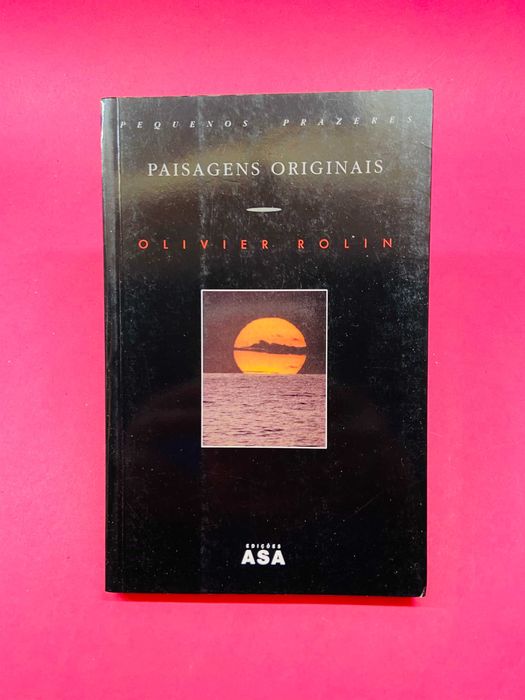 PEQUENOS PRAZERES
PAISAGENS ORIGINAIS
OLIVIER ROLIN
EDIÇÕES
ASA